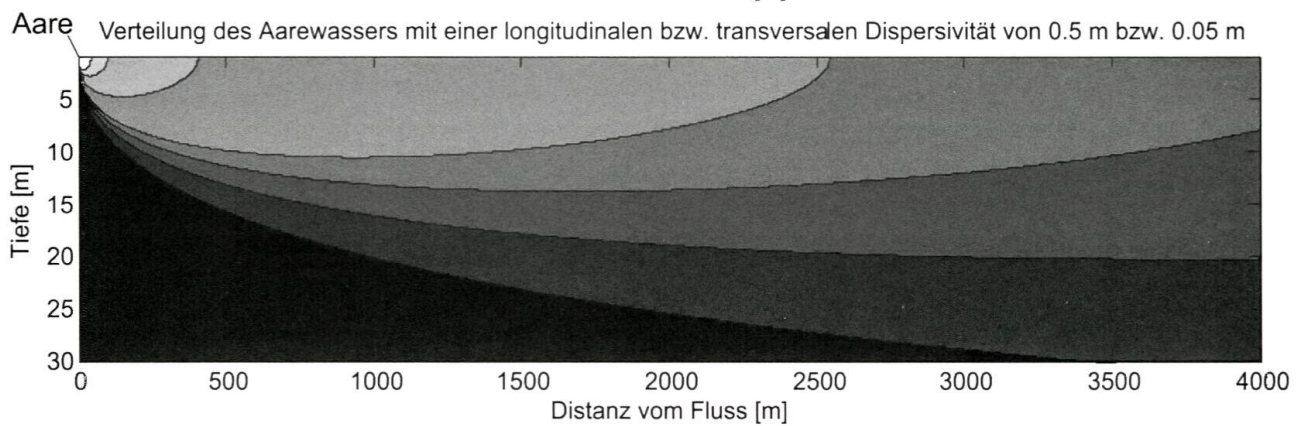 Aare
Verteilung des Aarewassers mit einer longitudinalen bzw. transversalen Dispersivität von 0.5 m bzw. 0.05 m
Tiefe [m]
5
10
15
20
25
30
0 500 1000 1500 2000 2500 3000 3500 4000
Distanz vom Fluss [m]